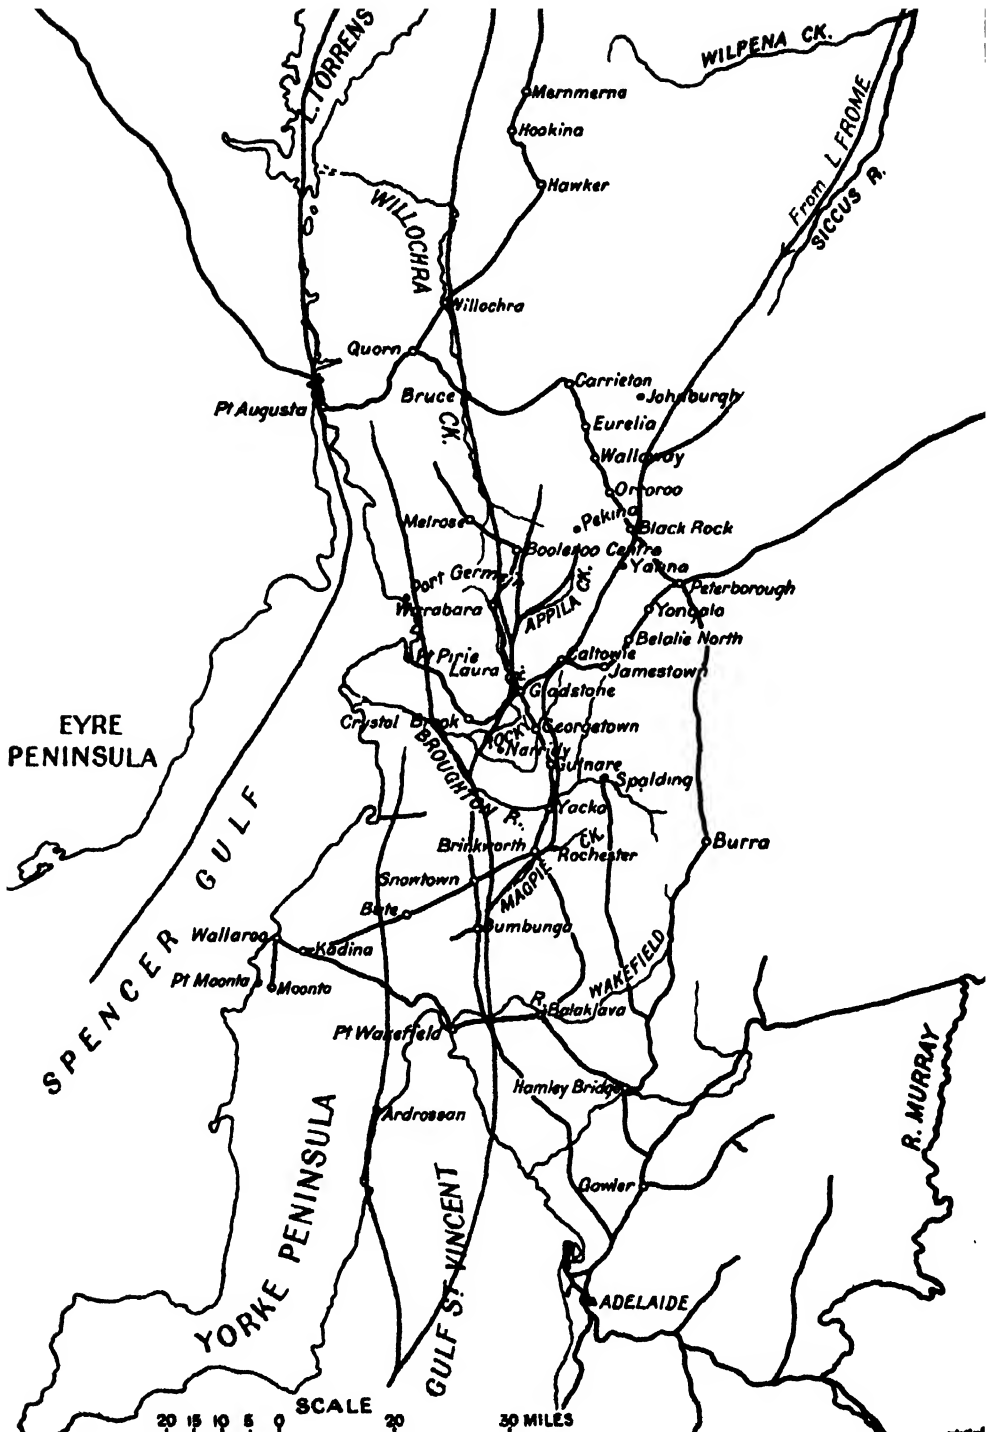 L. TORRENS
WILPENA CK.
Mernmerna
Hookina
From L. FROME
Hawker
SICCUS R.
WILLOCHRA
Willochra
Quorn
Carrieton
Bruce
Johnburgh
Pt Augusta
CK.
Eurelia
Walloway
Orroroo
Pekina
Melrose
Black Rock
Booleroo Centre
Yatina
Port Germein
APPILA CK.
Peterborough
Wirrabara
Yongala
Belalie North
Pt Pirie
Caltowie
Laura
Jamestown
Gladstone
EYRE
PENINSULA
Crystal Brook
Georgetown
ROCKY
Narridy
BROUGHTON R.
Gulnare
Spalding
Yacka
SPENCER GULF
Brinkworth
CK.
Burra
Rochester
Snowtown
MAGPIE
Bute
Bumbunga
Wallaroo
Kadina
WAKEFIELD
Pt Moonta
Moonta
R.
Balaklava
Pt Wakefield
R. MURRAY
Hamley Bridge
Ardrossan
YORKE PENINSULA
Gawler
GULF ST. VINCENT
ADELAIDE
SCALE
20 15 10 5 0 20 30 MILES